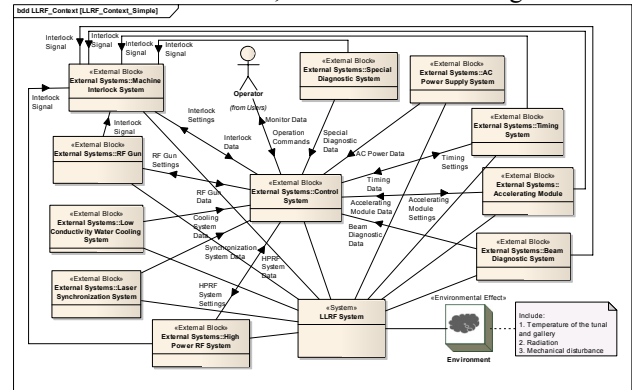 bdd LLRF_Context [LLRF_Context_Simple]
Interlock
Signal
Interlock
Signal
Interlock
Signal
Interlock
Signal
«External Block»
External Systems::Machine
Interlock System
Operator
(from Users)
«External Block»
External Systems::Special
Diagnostic System
«External Block»
External Systems::AC
Power Supply System
Interlock
Signal
Interlock
Settings
Monitor Data
«External Block»
External Systems::Timing
System
Interlock
Signal
Interlock
Data
Operation
Commands
Special
Diagnostic
Data
AC Power Data
«External Block»
External Systems::RF Gun
RF Gun
Settings
Timing
Settings
Timing
Data
«External Block»
External Systems::Control
System
«External Block»
External Systems::
Accelerating Module
RF Gun
Data
Accelerating
Module Data
Accelerating
Module
Settings
«External Block»
External Systems::Low
Conductivity Water Cooling
System
Cooling
System
Data
Beam
Diagnostic
Data
Synchronization
System Data
HPRF
System
Data
«External Block»
External Systems::Beam
Diagnostic System
«External Block»
External Systems::Laser
Synchronization System
HPRF
System
Settings
«System»
LLRF System
«Environmental Effect»
Environment
Include:
1. Temperature of the tunal
and gallery
2. Radiation
3. Mechanical disturbance
«External Block»
External Systems::High
Power RF System